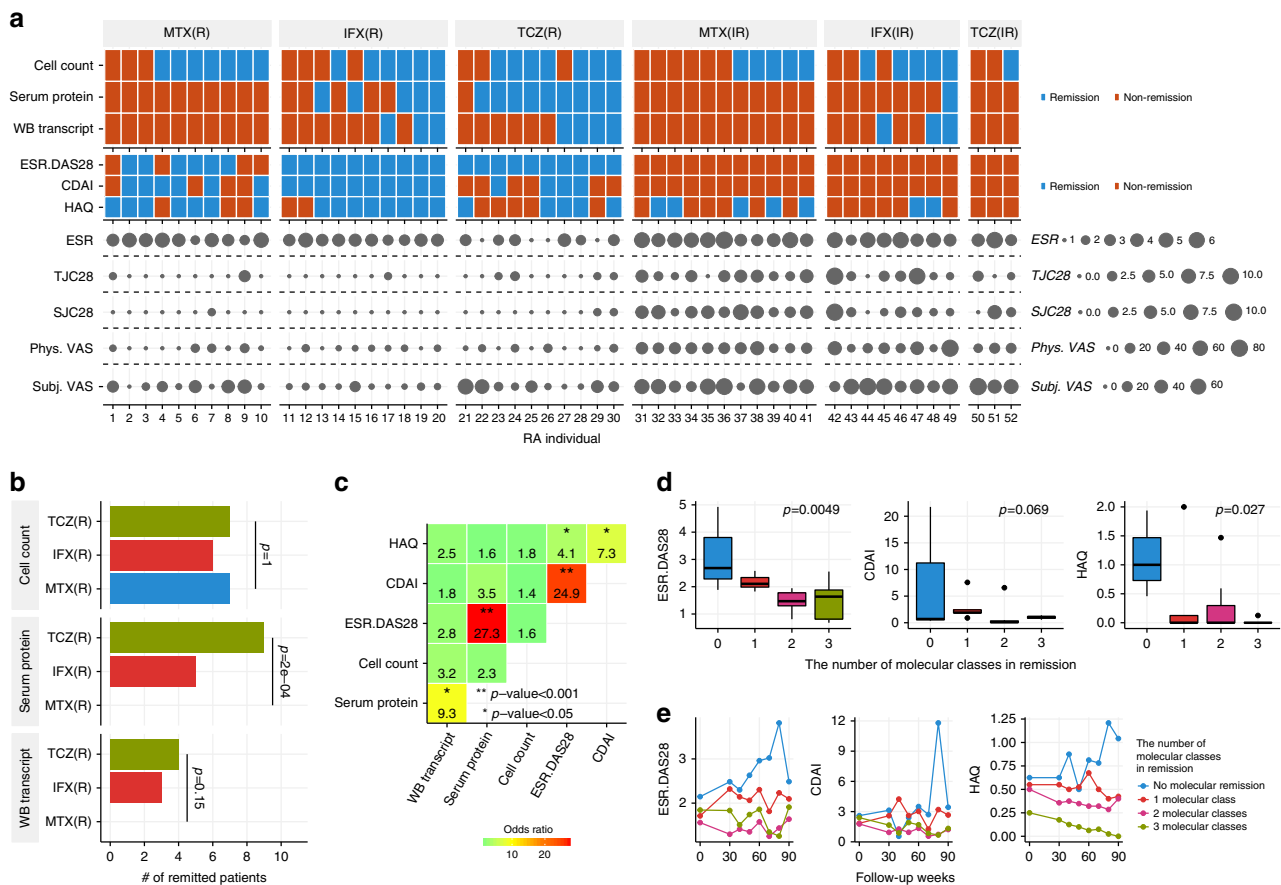 a
MTX(R) IFX(R) TCZ(R) MTX(IR) IFX(IR) TCZ(IR)
Cell count
Serum protein
WB transcript
Remission Non-remission
ESR.DAS28
CDAI
HAQ
Remission Non-remission
ESR
ESR 1 2 3 4 5 6
TJC28
TJC28 0.0 2.5 5.0 7.5 10.0
SJC28
SJC28 0.0 2.5 5.0 7.5 10.0
Phys. VAS
Phys. VAS 0 20 40 60 80
Subj. VAS
Subj. VAS 0 20 40 60
1 2 3 4 5 6 7 8 9 10 11 12 13 14 15 16 17 18 19 20 21 22 23 24 25 26 27 28 29 30 31 32 33 34 35 36 37 38 39 40 41 42 43 44 45 46 47 48 49 50 51 52
RA individual
b
Cell count
TCZ(R)
IFX(R)
MTX(R)
p=1
Serum protein
TCZ(R)
IFX(R)
MTX(R)
p=2e-04
WB transcript
TCZ(R)
IFX(R)
MTX(R)
p=0.15
0 2 4 6 8 10
# of remitted patients
c
HAQ 2.5 1.6 1.8 * 4.1 * 7.3
CDAI 1.8 3.5 1.4 ** 24.9
ESR.DAS28 2.8 ** 27.3 1.6
Cell count 3.2 2.3
Serum protein * 9.3
** p–value<0.001
* p–value<0.05
WB transcript
Serum protein
Cell count
ESR.DAS28
CDAI
Odds ratio
10 20
d
ESR.DAS28
5
4
3
2
1
p=0.0049
0 1 2 3
CDAI
20
15
10
5
0
p=0.069
0 1 2 3
HAQ
2.0
1.5
1.0
0.5
0.0
p=0.027
0 1 2 3
The number of molecular classes in remission
e
ESR.DAS28
3
2
0 30 60 90
CDAI
12
9
6
3
0
0 30 60 90
HAQ
1.25
1.00
0.75
0.50
0.25
0.00
0 30 60 90
Follow-up weeks
The number of
molecular classes
in remission
No molecular remission
1 molecular class
2 molecular classes
3 molecular classes